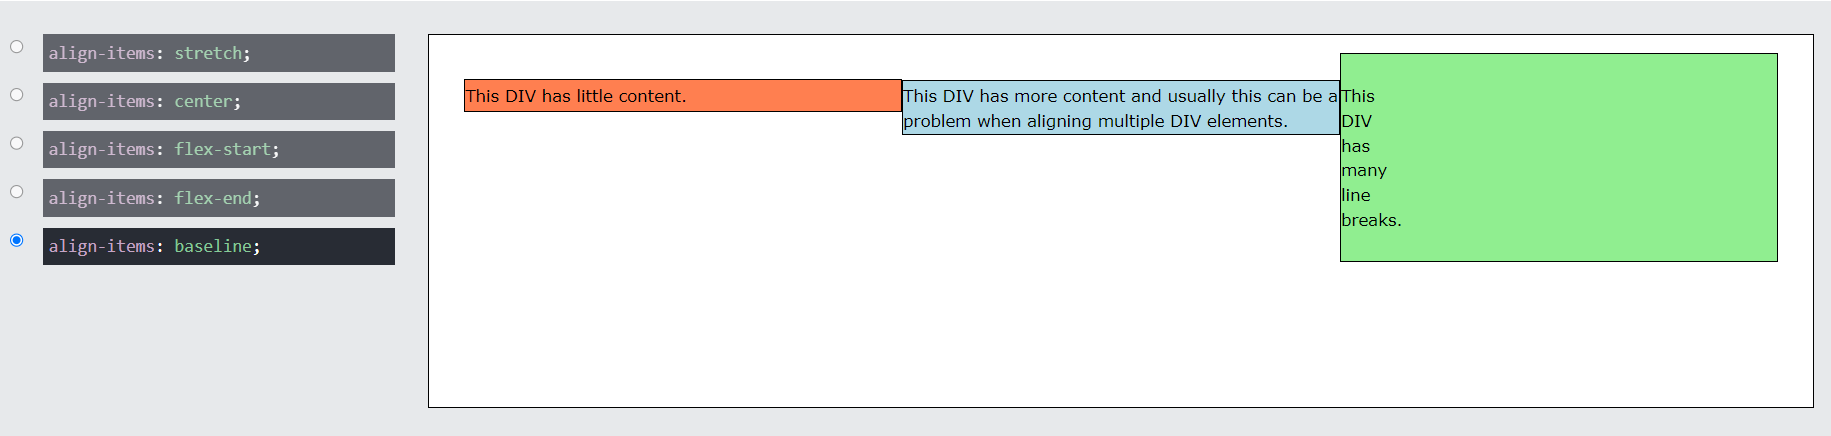 align-items: stretch;
align-items: center;
align-items: flex-start;
align-items: flex-end;
align-items: baseline;
This DIV has little content.
This DIV has more content and usually this can be a
problem when aligning multiple DIV elements.
This
DIV
has
many
line
breaks.